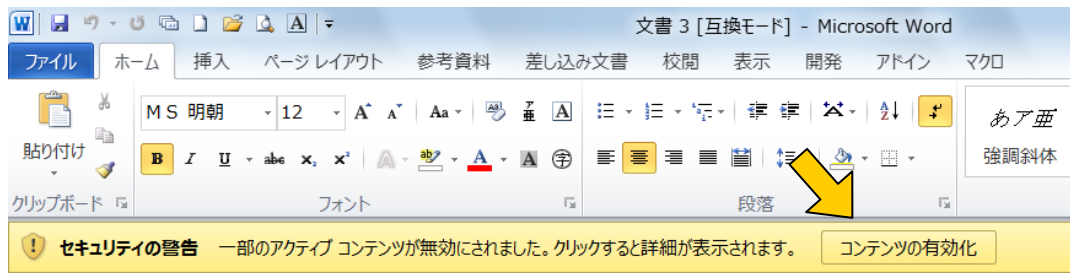 文書 3 [互換モード] - Microsoft Word
ファイル ホーム 挿入 ページ レイアウト 参考資料 差し込み文書 校閲 表示 開発 アドイン マクロ
貼り付け
クリップボード
ＭＳ 明朝 12 A A Aa
B I U abc x₂ x² A ab A A 字
フォント
段落
あア亜
強調斜体
セキュリティの警告 一部のアクティブ コンテンツが無効にされました。クリックすると詳細が表示されます。 コンテンツの有効化